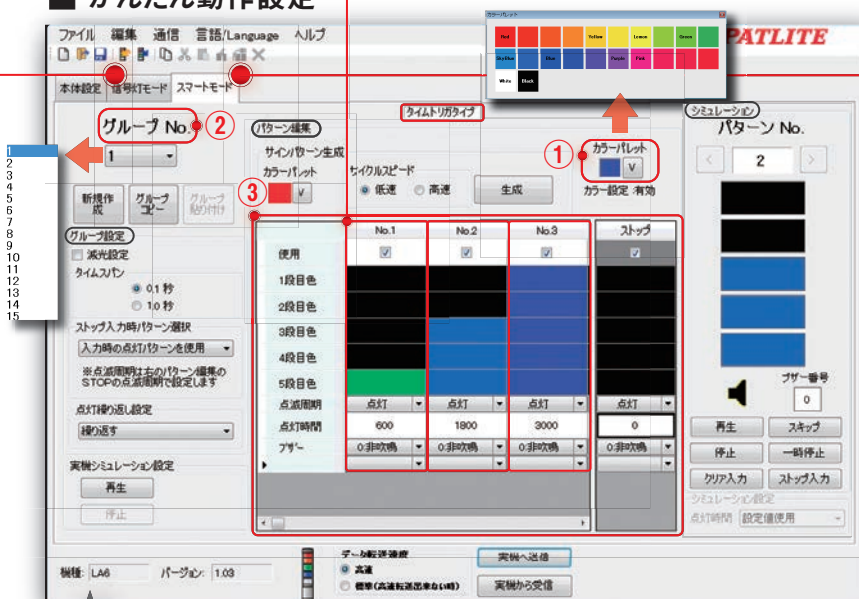 ■ かんたん動作設定
ファイル 編集 通信 言語/Language ヘルプ
PATLITE
カラーパレット
Red
Yellow
Lemon
Green
SkyBlue
Blue
Purple
Pink
White
Black
本体設定 信号灯モード スマートモード
グループ No. ②
1
1
2
3
4
5
6
7
8
9
10
11
12
13
14
15
新規作成
グループコピー
グループ貼り付け
グループ設定
減光設定
タイムスパン
0.1 秒
1.0 秒
ストップ入力時パターン選択
入力時の点灯パターンを使用
※点滅周期は右のパターン編集の
STOPの点滅周期で設定します
点灯繰り返し設定
繰り返す
実機シミュレーション設定
再生
停止
タイムトリガタイプ
パターン編集
サインパターン生成
カラーパレット
③
V
サイクルスピード
低速 高速
生成
①
カラーパレット
V
カラー設定:有効
No.1 No.2 No.3 ストップ
使用
1段目色
2段目色
3段目色
4段目色
5段目色
点滅周期 点灯 点灯 点灯 点灯
点灯時間 600 1800 3000 0
ブザー 0:非吹鳴 0:非吹鳴 0:非吹鳴 0:非吹鳴
シミュレーション
パターン No.
< 2 >
ブザー番号
0
再生 スキップ
停止 一時停止
クリア入力 ストップ入力
シミュレーション設定
点灯時間 設定値使用
機種: LA6 バージョン: 1.03
データ転送速度
高速
標準(高速転送出来ない時)
実機へ送信
実機から受信